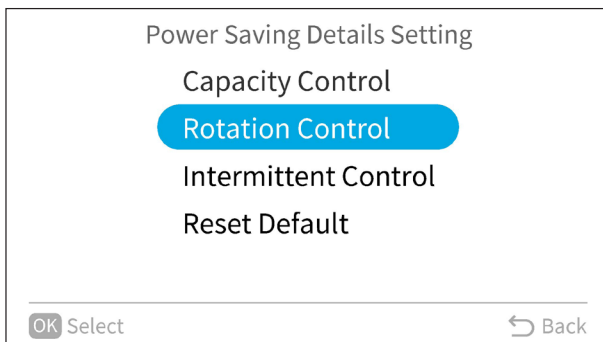 Power Saving Details Setting
Capacity Control
Rotation Control
Intermittent Control
Reset Default
OK Select
Back